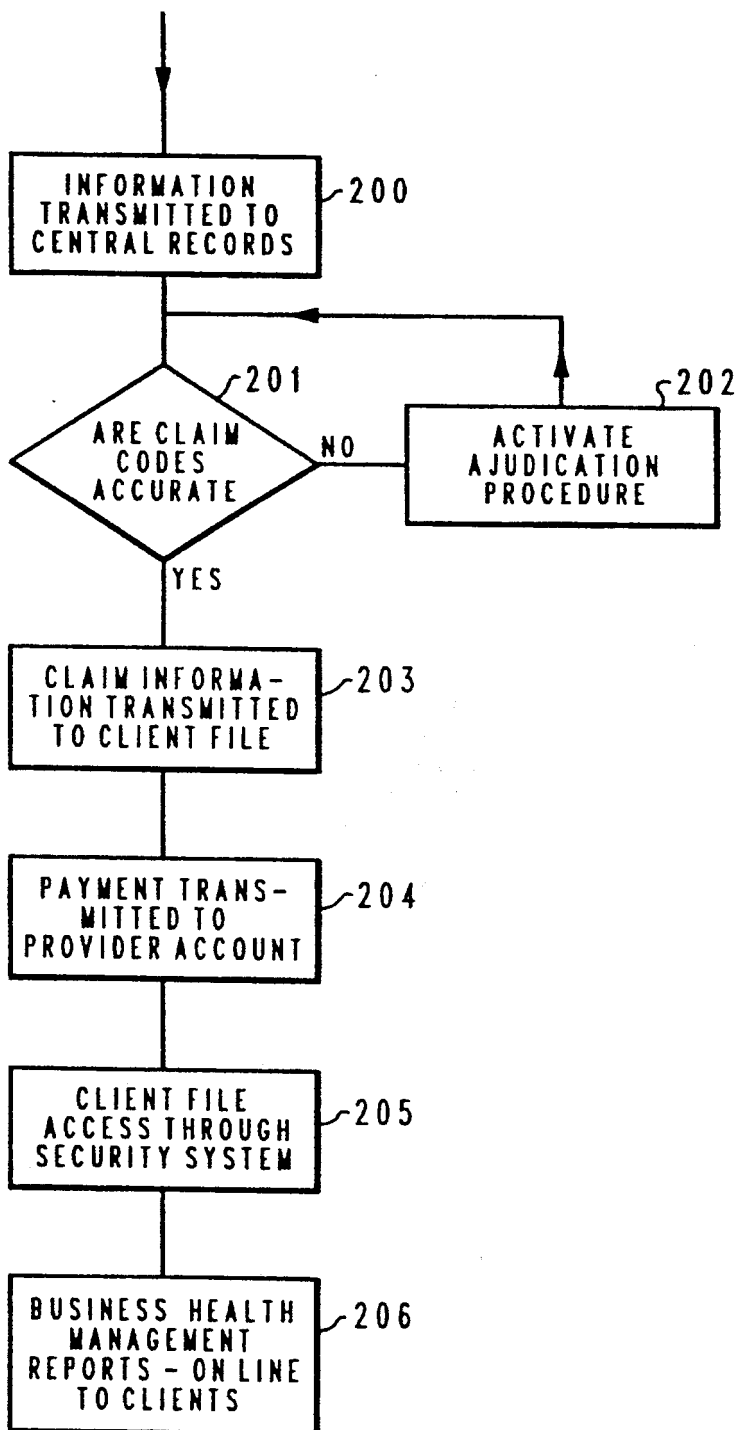 INFORMATION
TRANSMITTED TO
CENTRAL RECORDS
200
201
ARE CLAIM
CODES
ACCURATE
NO
202
ACTIVATE
AJUDICATION
PROCEDURE
YES
CLAIM INFORMA-
TION TRANSMITTED
TO CLIENT FILE
203
PAYMENT TRANS-
MITTED TO
PROVIDER ACCOUNT
204
CLIENT FILE
ACCESS THROUGH
SECURITY SYSTEM
205
BUSINESS HEALTH
MANAGEMENT
REPORTS - ON LINE
TO CLIENTS
206